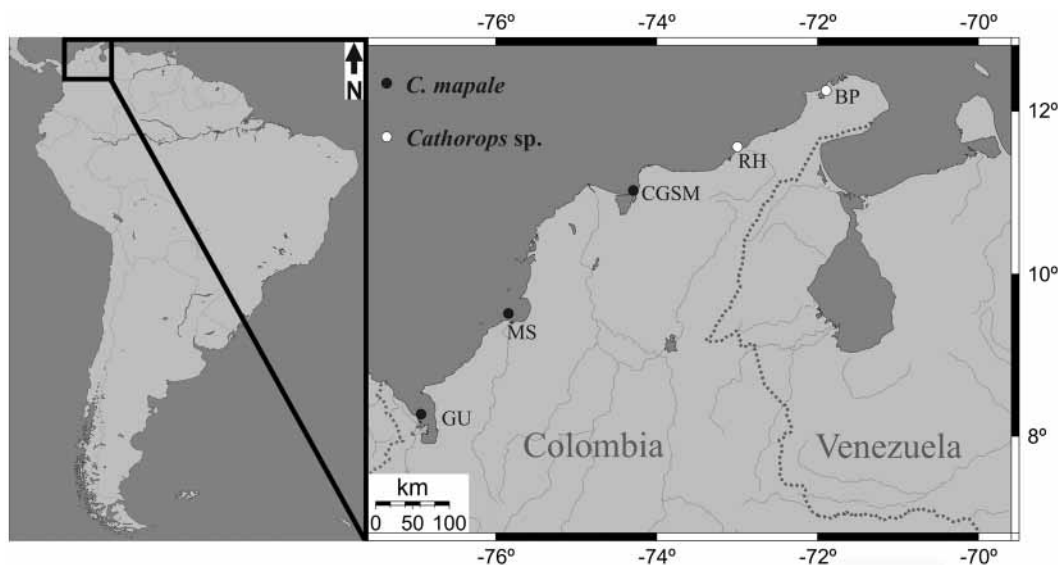 -76º -74º -72º -70º
N
C. mapale
Cathorops sp.
BP
12º
RH
CGSM
10º
MS
GU
8º
Colombia
Venezuela
km
0 50 100
-76º -74º -72º -70º